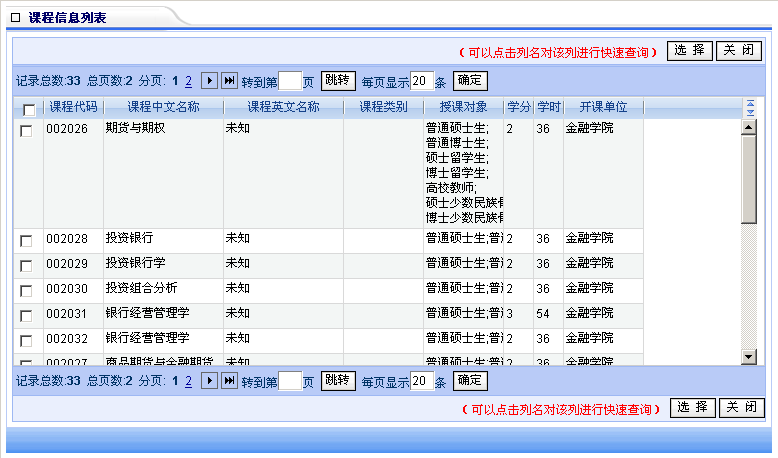 课程信息列表
（可以点击列名对该列进行快速查询） 选 择 关 闭
记录总数:33 总页数:2 分页: 1 2 转到第 页 跳转 每页显示 20 条 确定
课程代码 课程中文名称 课程英文名称 课程类别 授课对象 学分 学时 开课单位
002026 期货与期权 未知 普通硕士生; 2 36 金融学院
普通博士生;
硕士留学生;
博士留学生;
高校教师;
硕士少数民族
博士少数民族
002028 投资银行 未知 普通硕士生;普 2 36 金融学院
002029 投资银行学 未知 普通硕士生;普 2 36 金融学院
002030 投资组合分析 未知 普通硕士生;普 2 36 金融学院
002031 银行经营管理学 未知 普通硕士生;普 3 54 金融学院
002032 银行经营管理学 未知 普通硕士生;普 2 36 金融学院
002027 商品期货与金融期货 未知 普通硕士生;普 2 36 金融学院
记录总数:33 总页数:2 分页: 1 2 转到第 页 跳转 每页显示 20 条 确定
（可以点击列名对该列进行快速查询） 选 择 关 闭